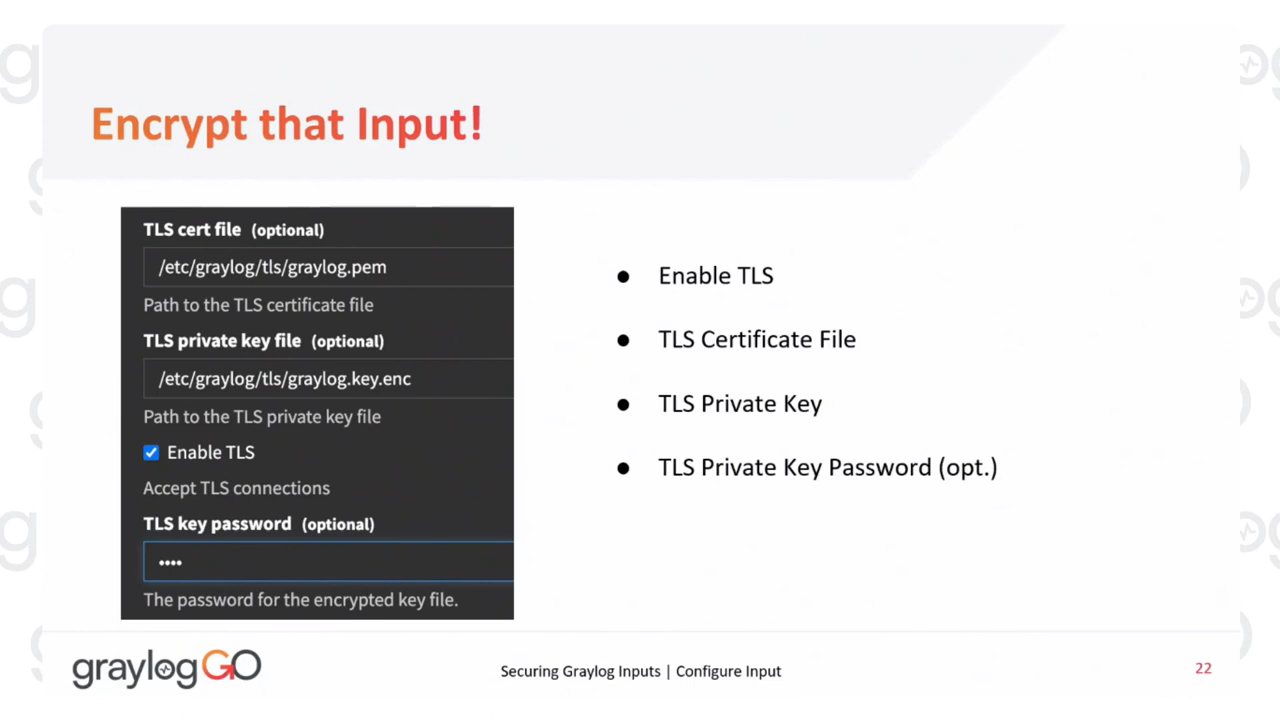 Encrypt that Input!
TLS cert file (optional)
/etc/graylog/tls/graylog.pem
Path to the TLS certificate file
TLS private key file (optional)
/etc/graylog/tls/graylog.key.enc
Path to the TLS private key file
Enable TLS
Accept TLS connections
TLS key password (optional)
••••
The password for the encrypted key file.
● Enable TLS
● TLS Certificate File
● TLS Private Key
● TLS Private Key Password (opt.)
graylog GO
Securing Graylog Inputs | Configure Input
22